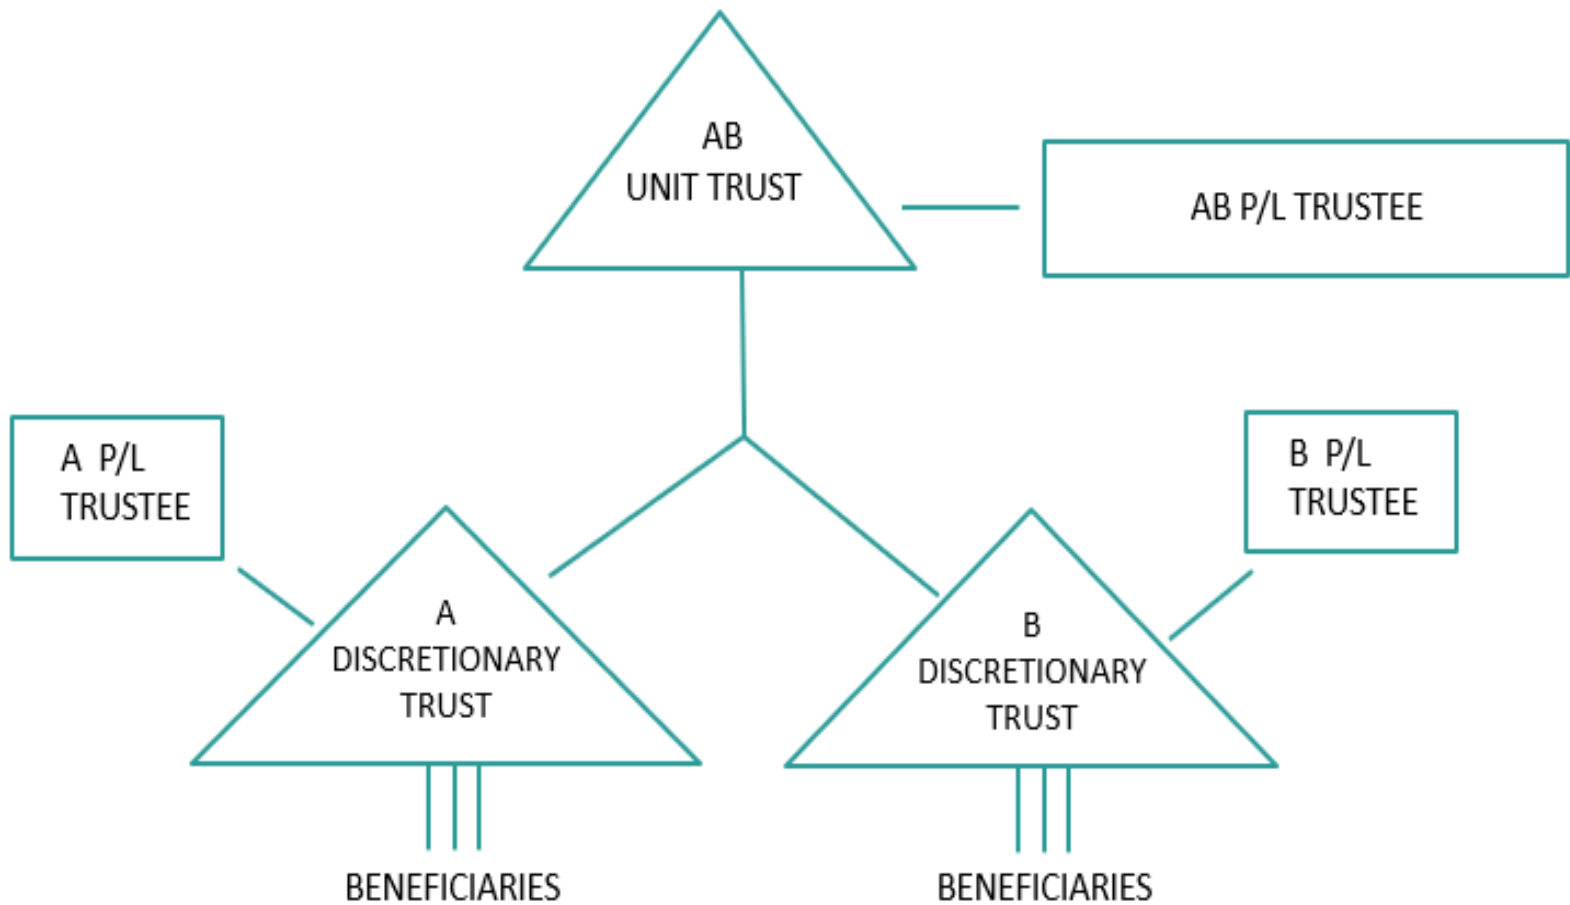 AB
UNIT TRUST
AB P/L TRUSTEE
A P/L
TRUSTEE
B P/L
TRUSTEE
A
DISCRETIONARY
TRUST
B
DISCRETIONARY
TRUST
BENEFICIARIES
BENEFICIARIES